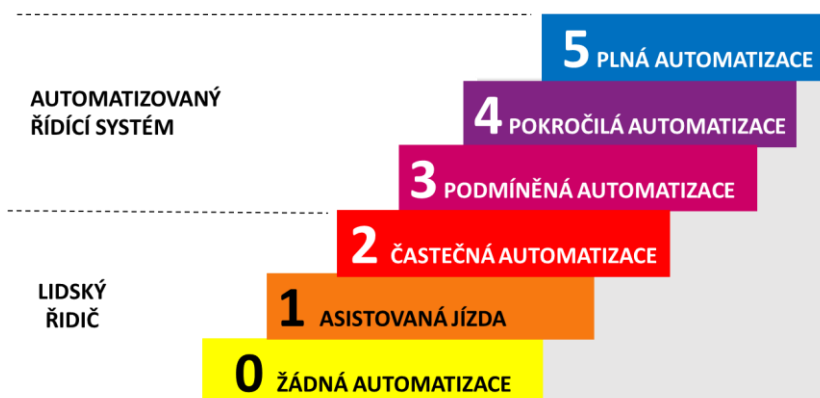 5 PLNÁ AUTOMATIZACE
AUTOMATIZOVANÝ
ŘÍDÍCÍ SYSTÉM
4 POKROČILÁ AUTOMATIZACE
3 PODMÍNĚNÁ AUTOMATIZACE
2 ČASTEČNÁ AUTOMATIZACE
LIDSKÝ
ŘIDIČ
1 ASISTOVANÁ JÍZDA
0 ŽÁDNÁ AUTOMATIZACE